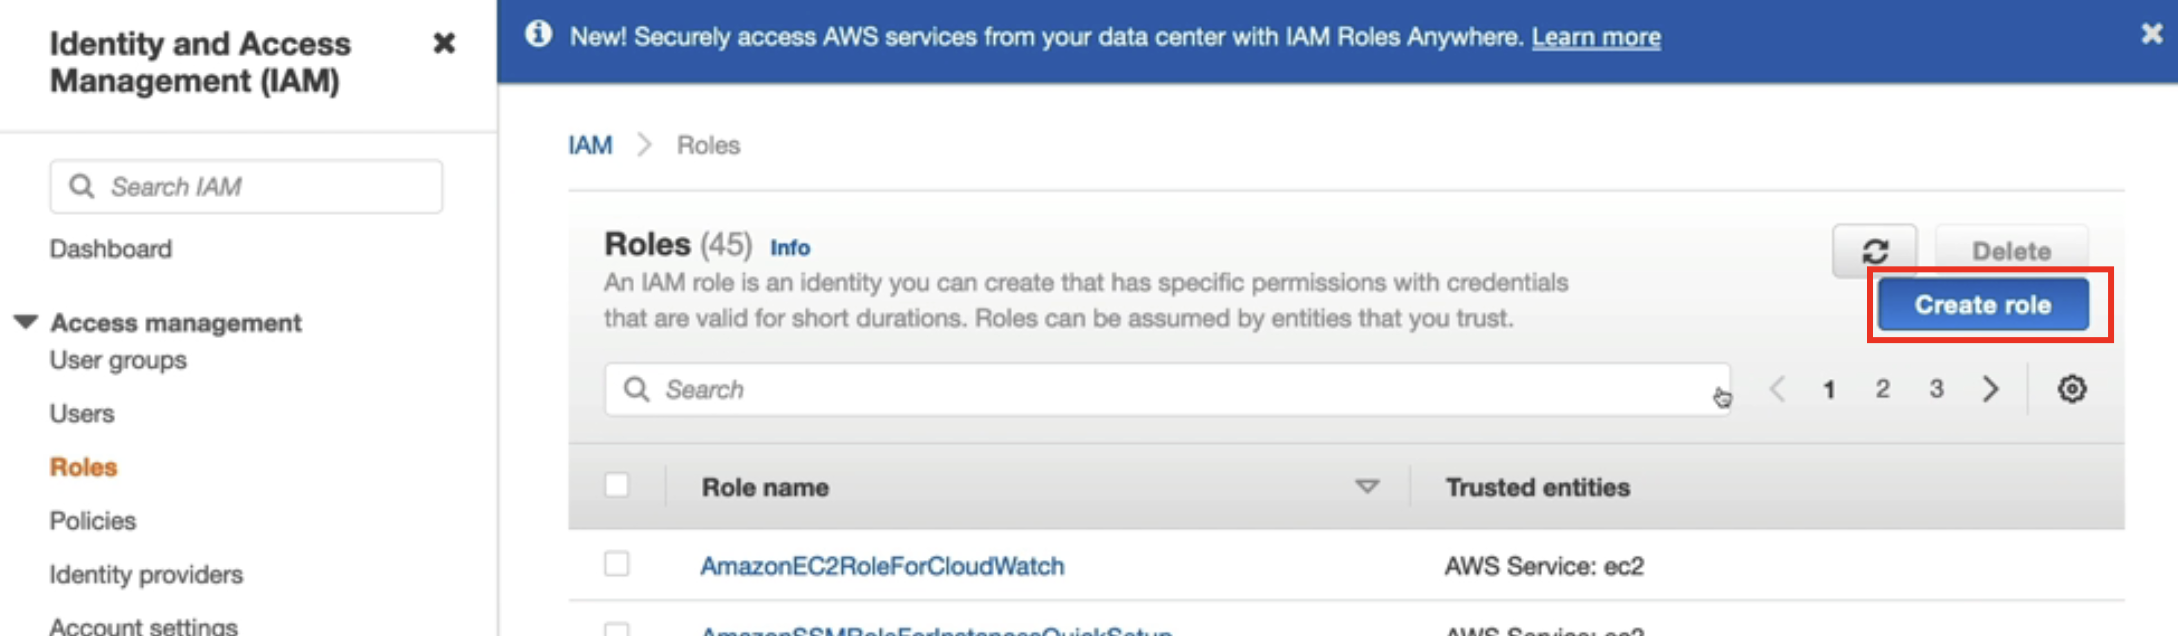 Identity and Access
Management (IAM)
Search IAM
Dashboard
Access management
User groups
Users
Roles
Policies
Identity providers
Account settings
New! Securely access AWS services from your data center with IAM Roles Anywhere. Learn more
IAM > Roles
Roles (45) Info
An IAM role is an identity you can create that has specific permissions with credentials
that are valid for short durations. Roles can be assumed by entities that you trust.
Delete
Create role
Search
1 2 3
Role name
Trusted entities
AmazonEC2RoleForCloudWatch
AWS Service: ec2
AmazonSSMRoleForInstancesQuickSetup
AWS Service: ec2